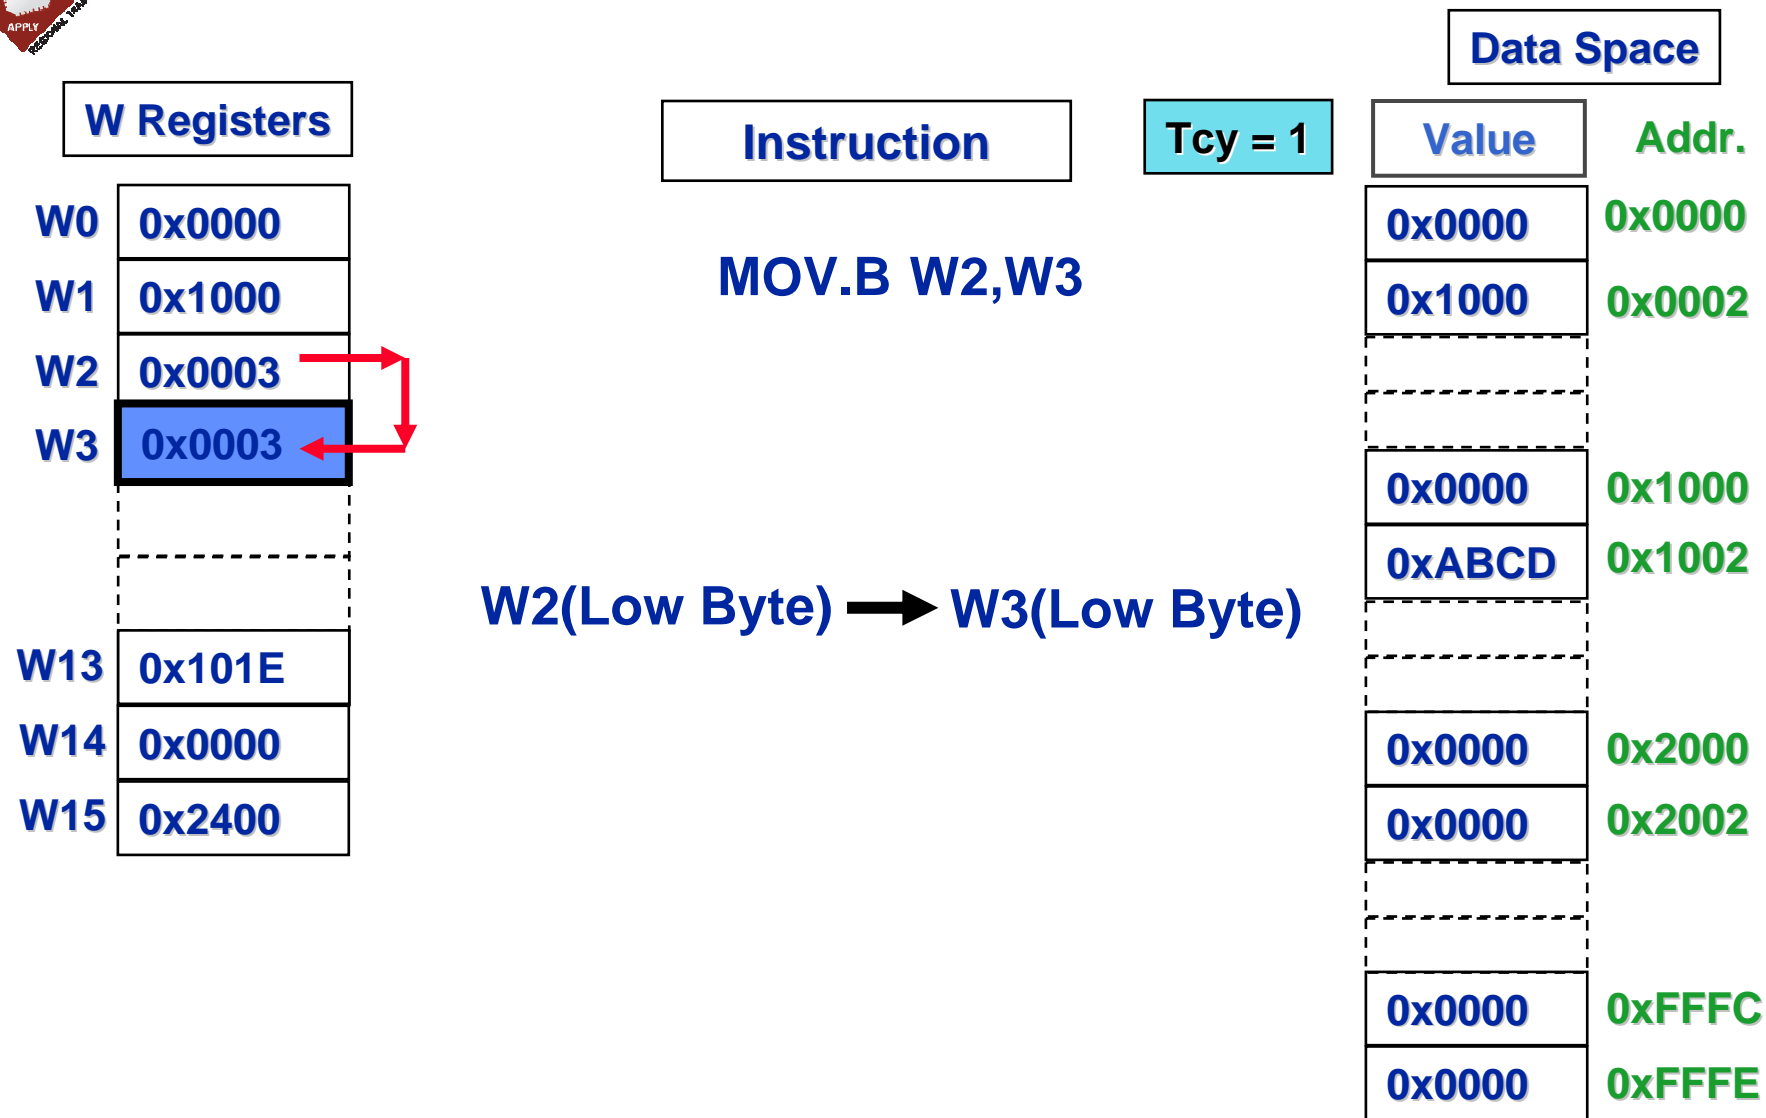 APPLY
REGIONAL
Data Space
W Registers
Instruction
Tcy = 1
Value
Addr.
W0 0x0000
W1 0x1000
W2 0x0003
W3 0x0003
W13 0x101E
W14 0x0000
W15 0x2400
MOV.B W2,W3
W2(Low Byte) W3(Low Byte)
0x0000 0x0000
0x1000 0x0002
0x0000 0x1000
0xABCD 0x1002
0x0000 0x2000
0x0000 0x2002
0x0000 0xFFFC
0x0000 0xFFFE